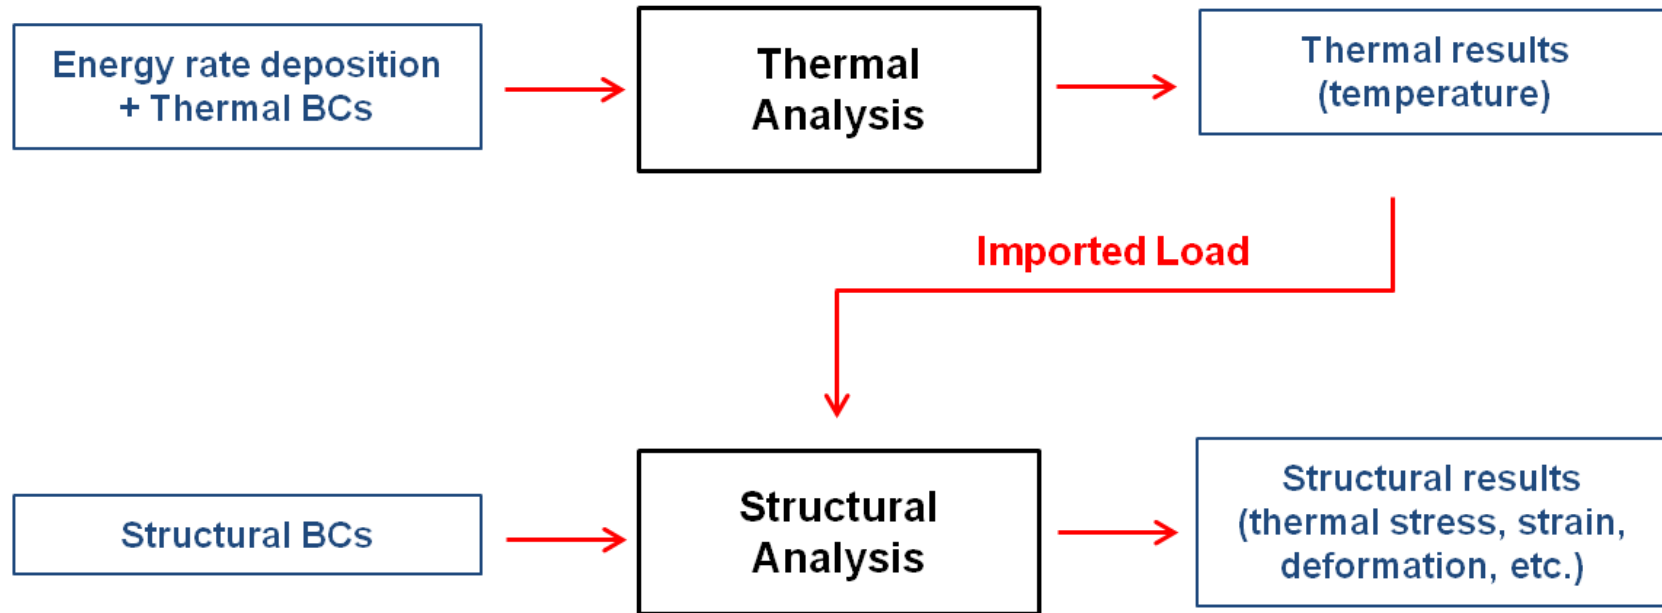 Energy rate deposition
+ Thermal BCs
Thermal
Analysis
Thermal results
(temperature)
Imported Load
Structural BCs
Structural
Analysis
Structural results
(thermal stress, strain,
deformation, etc.)